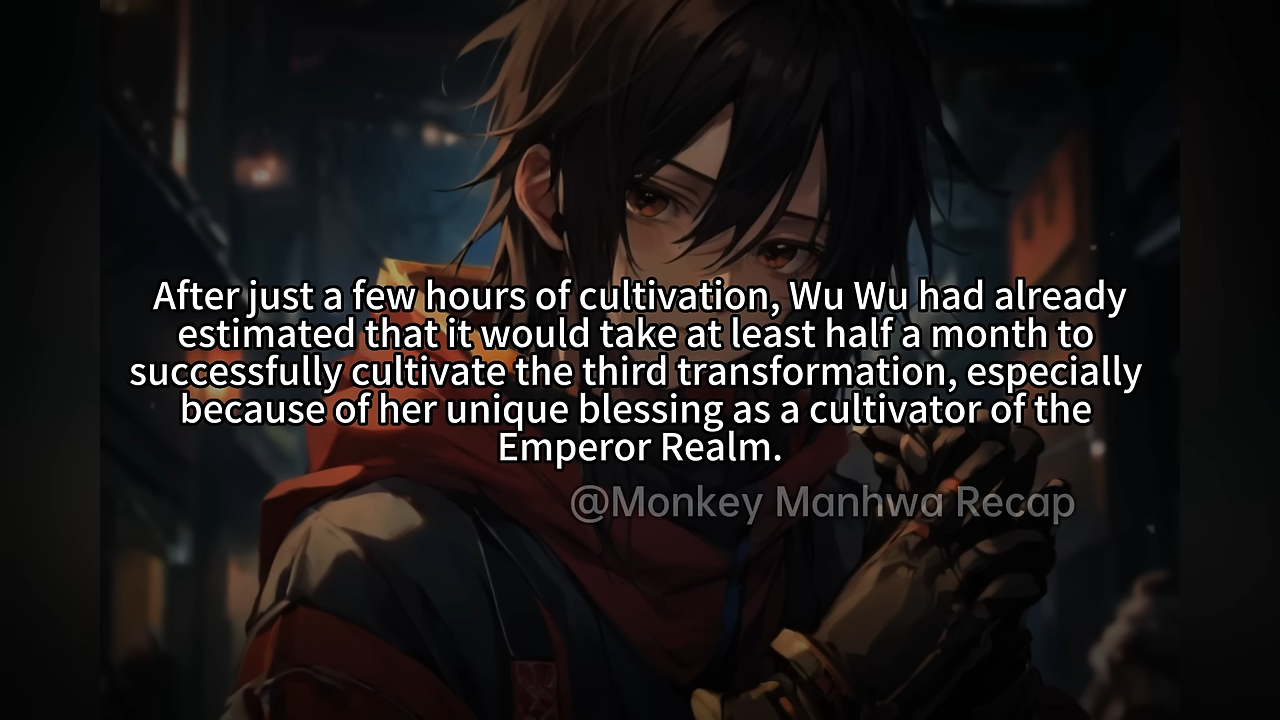 After just a few hours of cultivation, Wu Wu had already
estimated that it would take at least half a month to
successfully cultivate the third transformation, especially
because of her unique blessing as a cultivator of the
Emperor Realm.
@Monkey Manhwa Recap